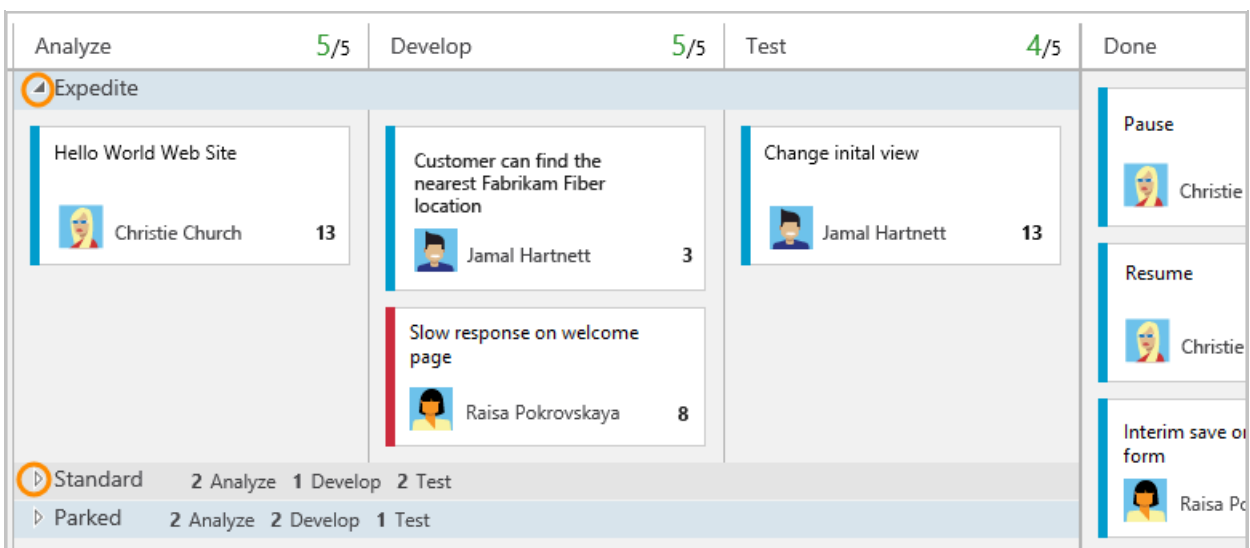 Analyze 5/5 Develop 5/5 Test 4/5 Done
Expedite
Hello World Web Site
Christie Church 13
Customer can find the
nearest Fabrikam Fiber
location
Jamal Hartnett 3
Slow response on welcome
page
Raisa Pokrovskaya 8
Change inital view
Jamal Hartnett 13
Pause
Christie
Resume
Christie
Interim save
form
Raisa
Standard 2 Analyze 1 Develop 2 Test
Parked 2 Analyze 2 Develop 1 Test